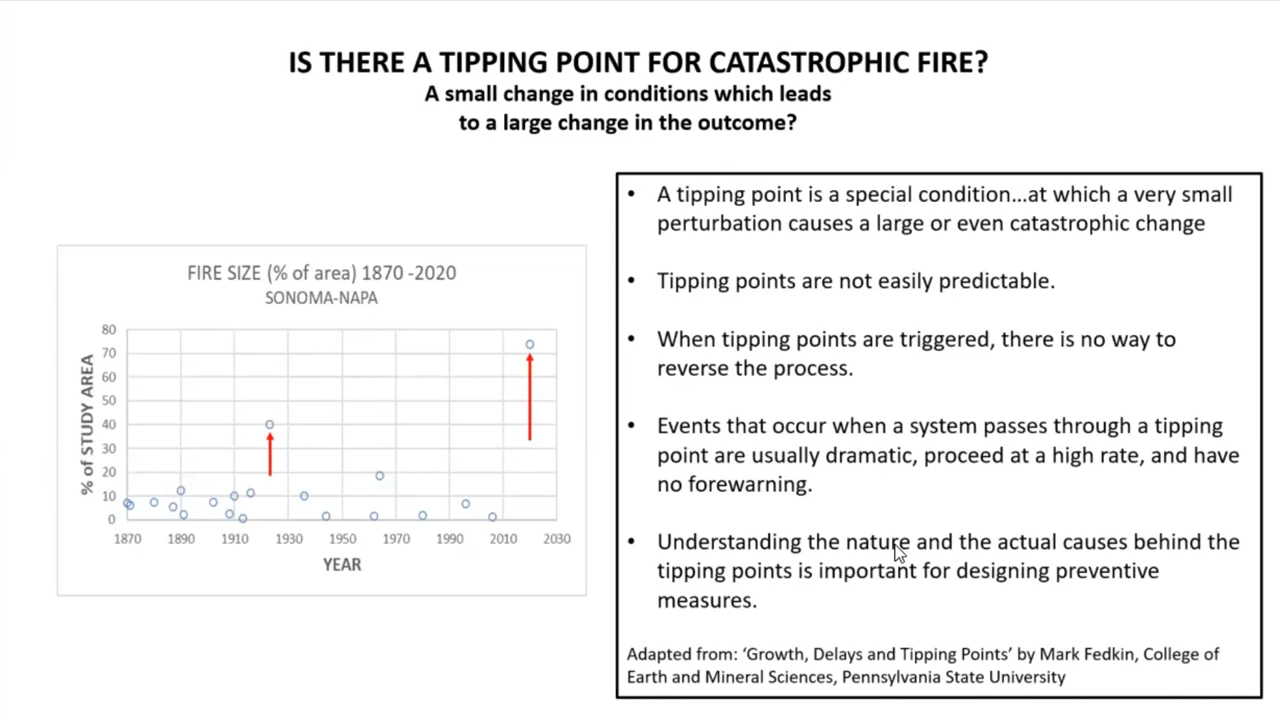 IS THERE A TIPPING POINT FOR CATASTROPHIC FIRE?
A small change in conditions which leads
to a large change in the outcome?
FIRE SIZE (% of area) 1870 -2020
SONOMA-NAPA
% of STUDY AREA
80
70
60
50
40
30
20
10
0
1870 1890 1910 1930 1950 1970 1990 2010 2030
YEAR
• A tipping point is a special condition...at which a very small
perturbation causes a large or even catastrophic change
• Tipping points are not easily predictable.
• When tipping points are triggered, there is no way to
reverse the process.
• Events that occur when a system passes through a tipping
point are usually dramatic, proceed at a high rate, and have
no forewarning.
• Understanding the nature and the actual causes behind the
tipping points is important for designing preventive
measures.
Adapted from: ‘Growth, Delays and Tipping Points’ by Mark Fedkin, College of
Earth and Mineral Sciences, Pennsylvania State University